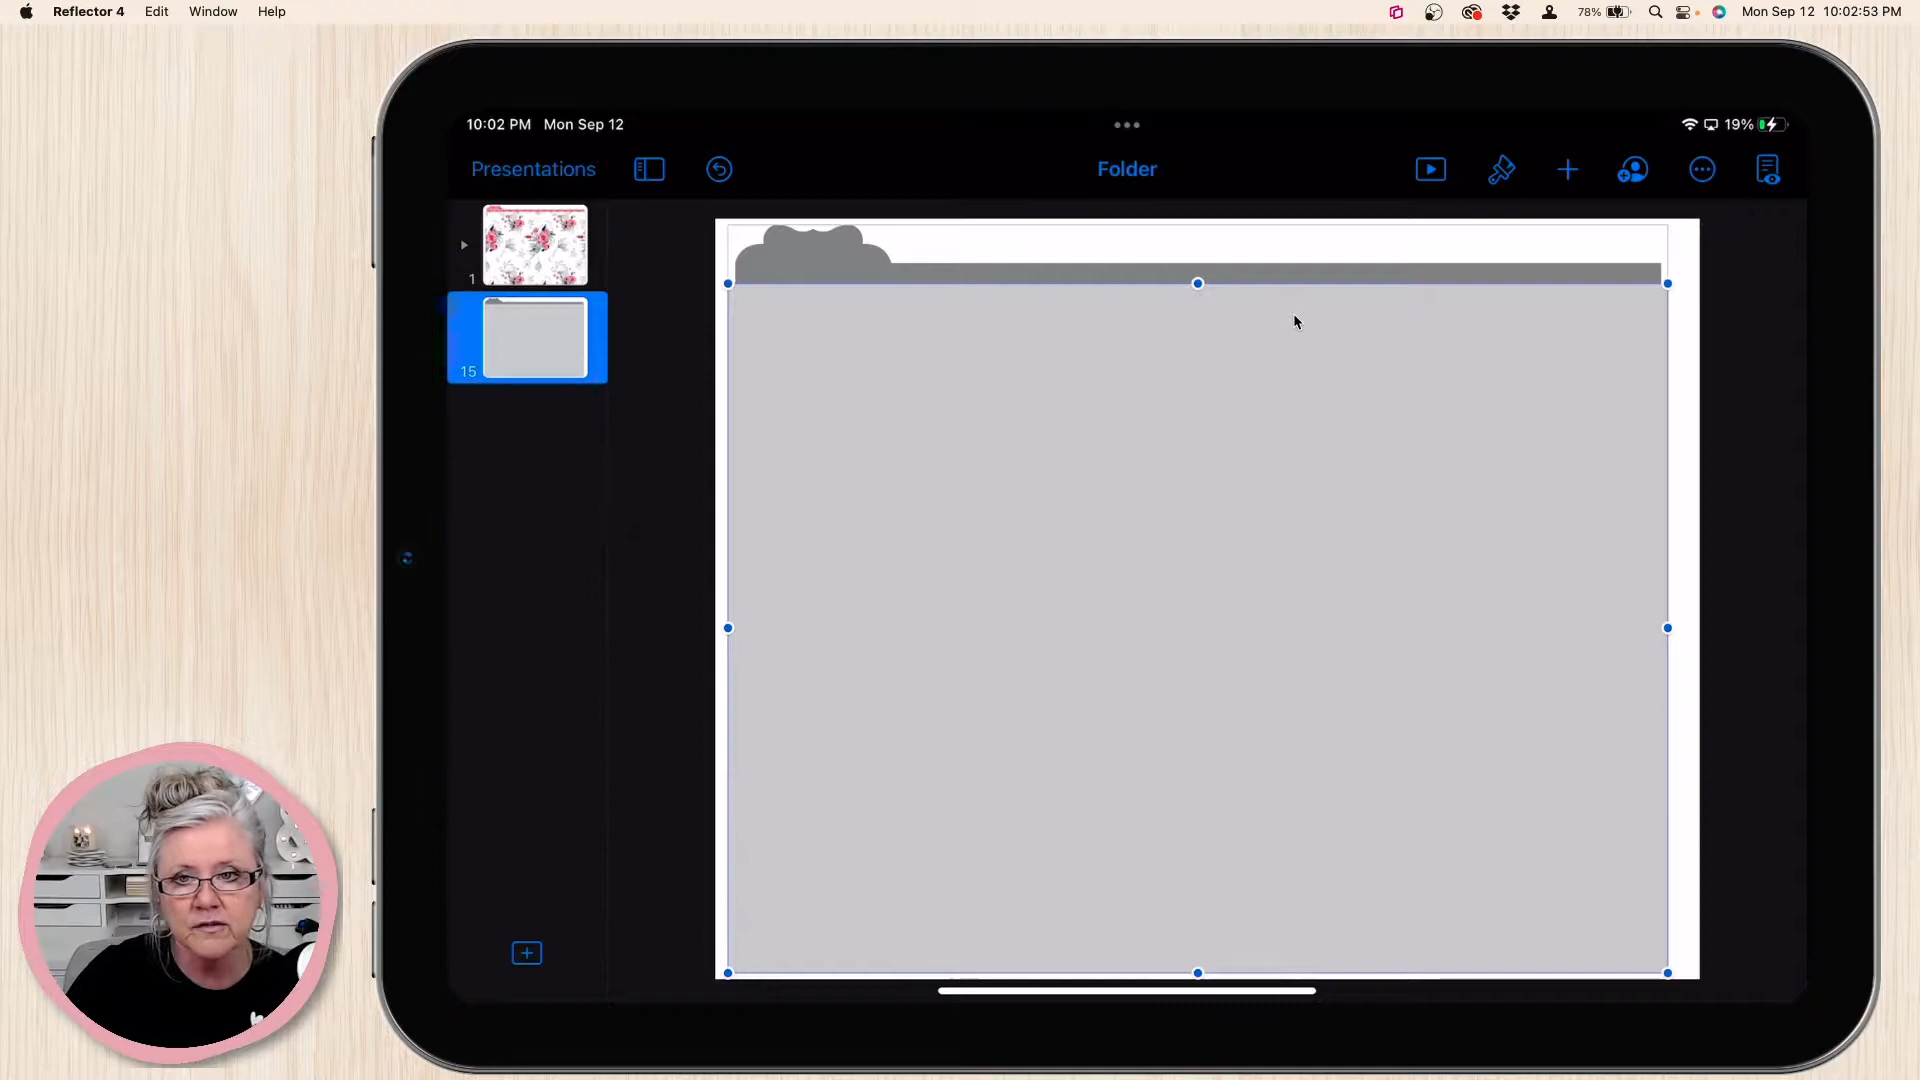 Reflector 4 Edit Window Help 78% Mon Sep 12 10:02:53 PM
10:02 PM Mon Sep 12 19%
Presentations Folder
1
15